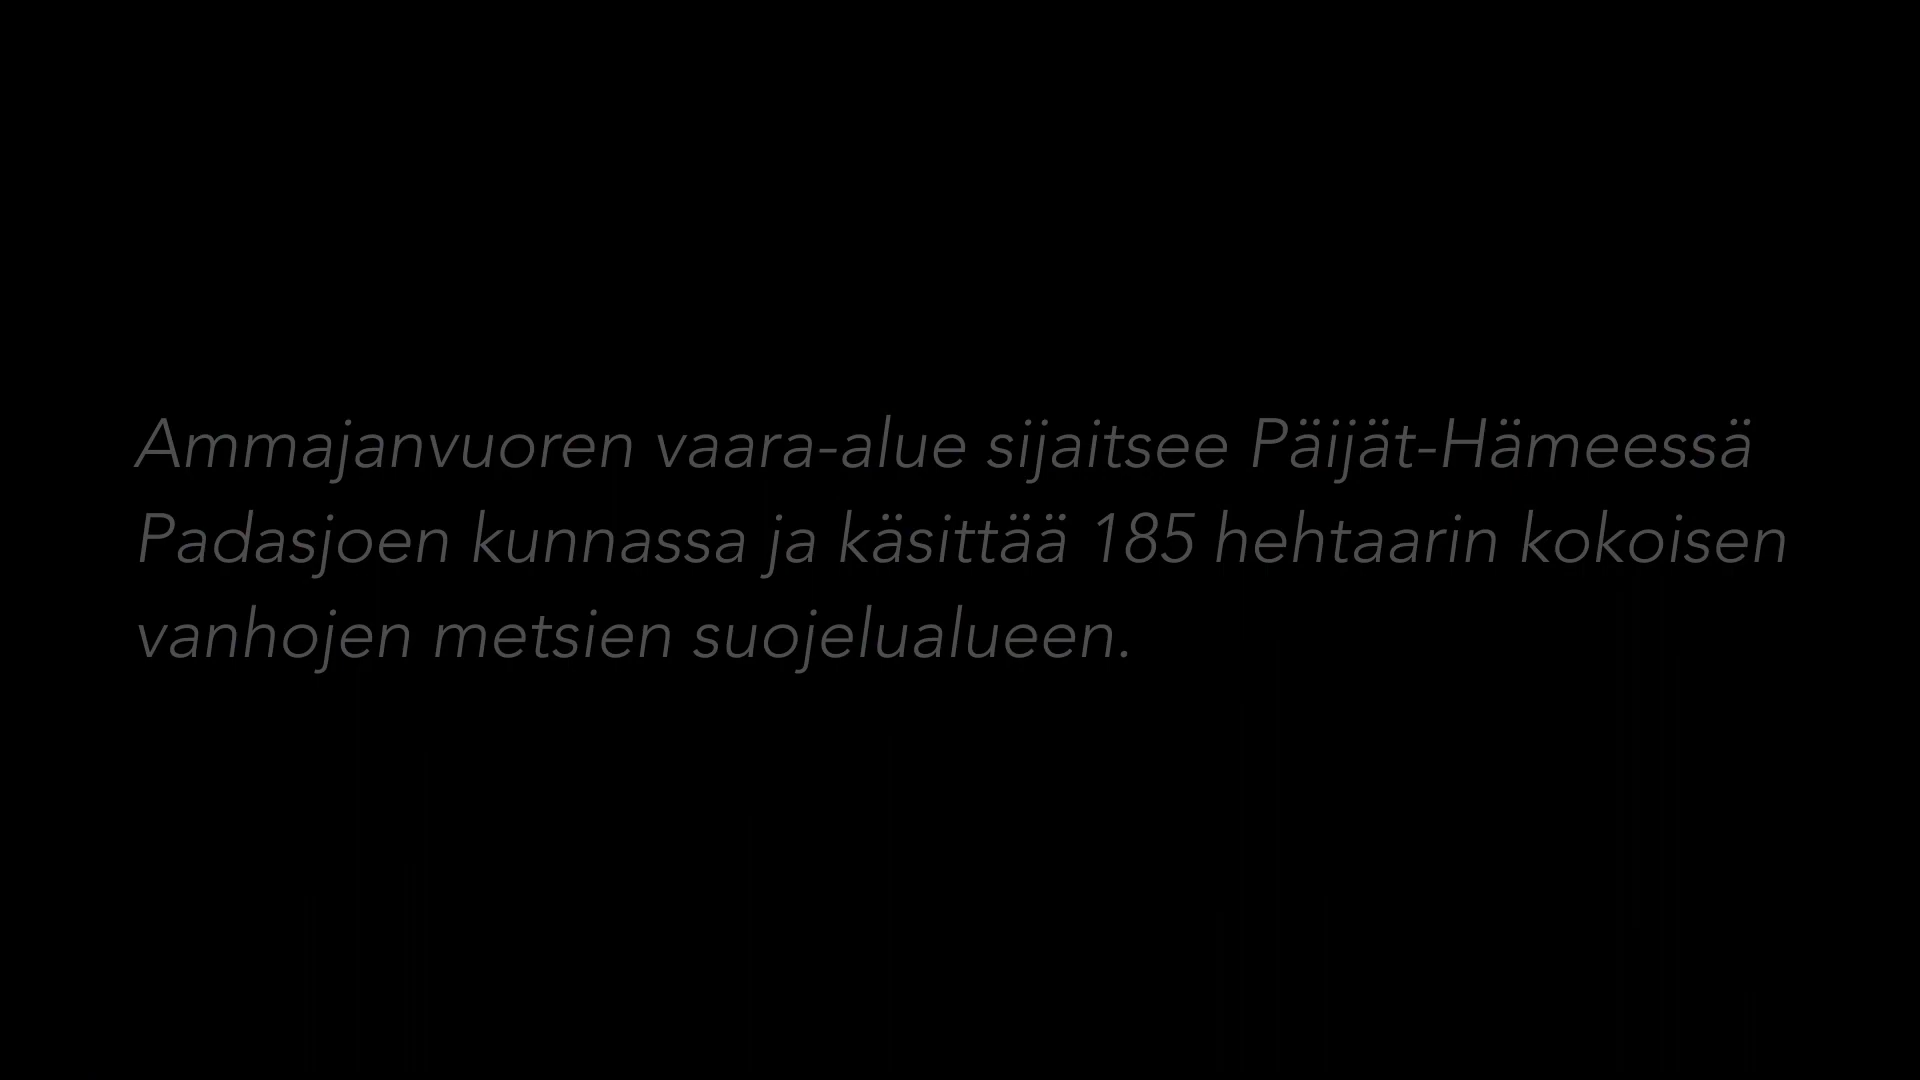 Ammajanvuoren vaara-alue sijaitsee Päijät-Hämeessä
Padasjoen kunnassa ja käsittää 185 hehtaarin kokoisen
vanhojen metsien suojelualueen.